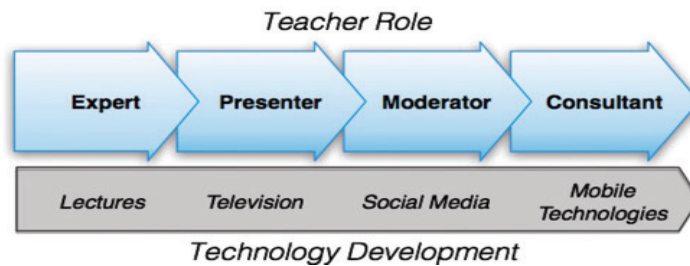 Teacher Role
Expert Presenter Moderator Consultant
Lectures Television Social Media Mobile Technologies
Technology Development